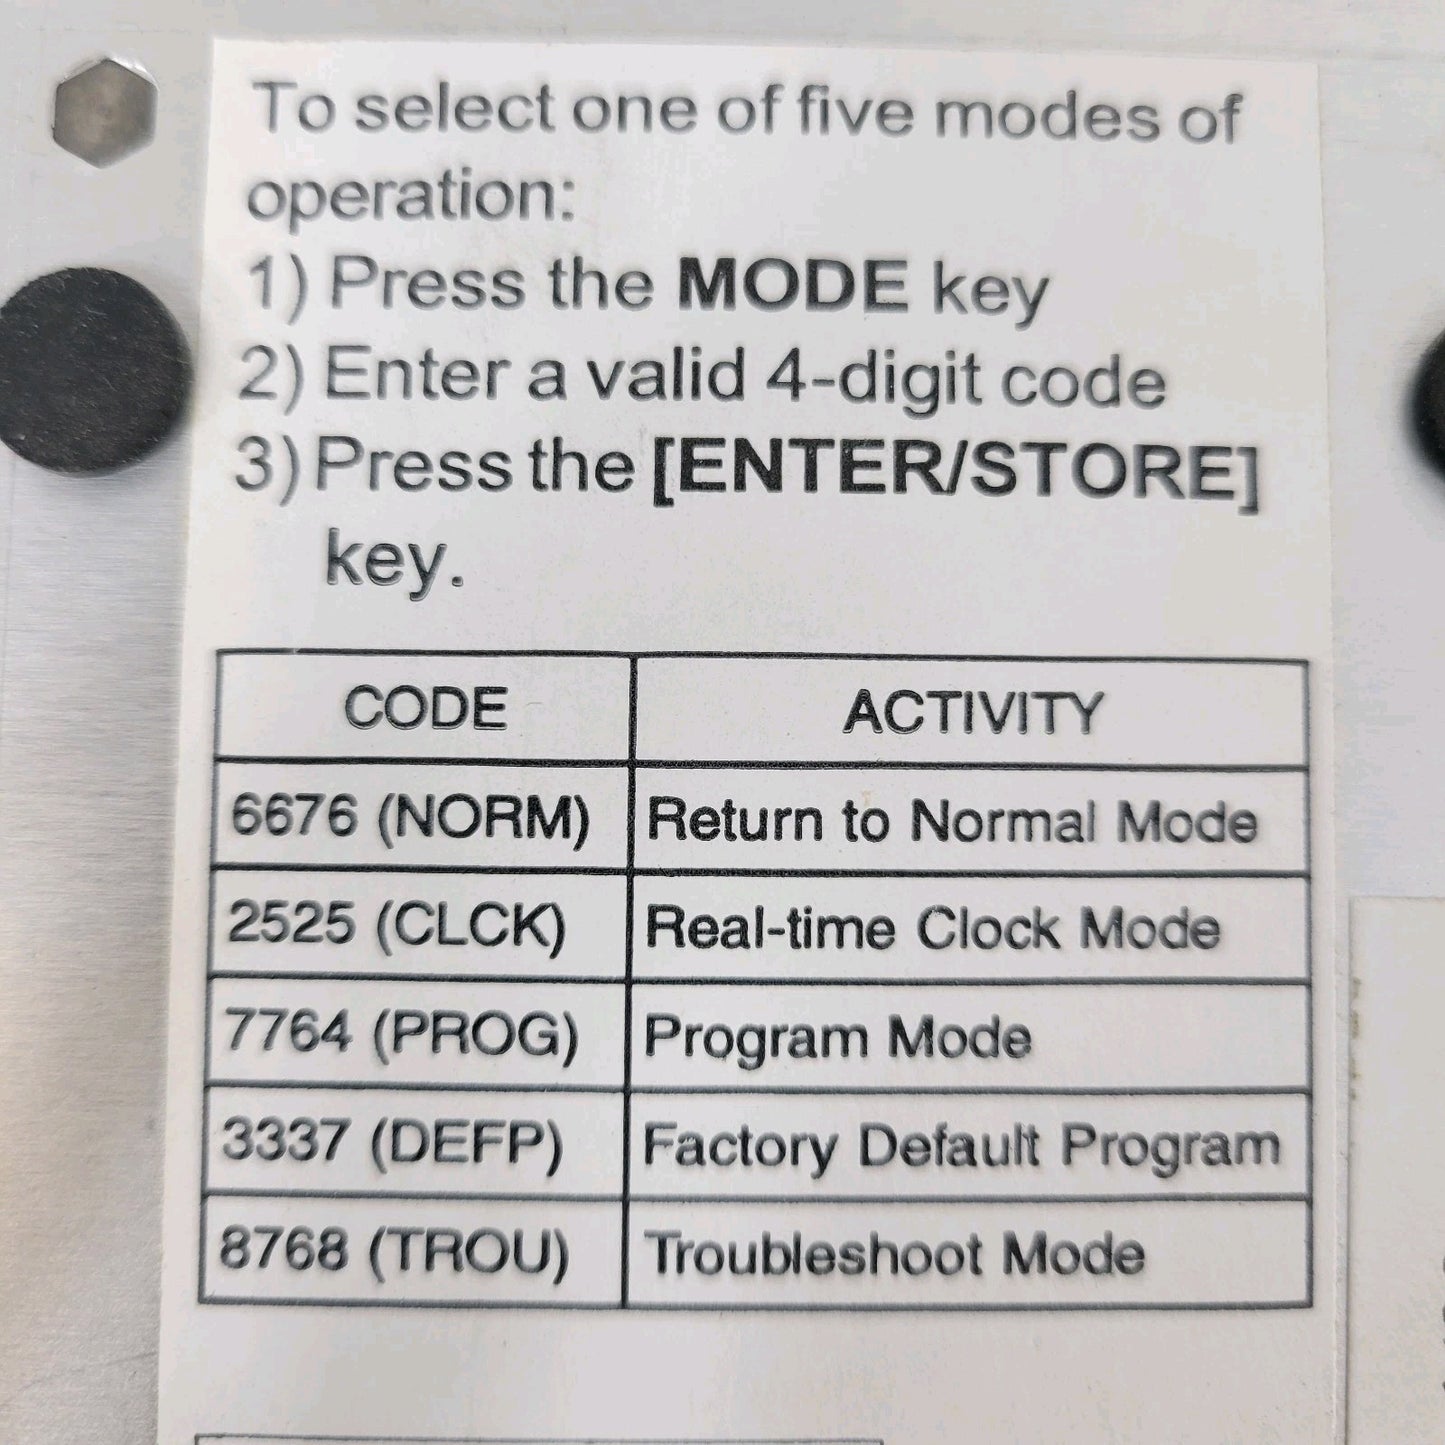 To select one of five modes of
operation:
1) Press the MODE key
2) Enter a valid 4-digit code
3) Press the [ENTER/STORE]
key.
CODE ACTIVITY
6676 (NORM) Return to Normal Mode
2525 (CLCK) Real-time Clock Mode
7764 (PROG) Program Mode
3337 (DEFP) Factory Default Program
8768 (TROU) Troubleshoot Mode